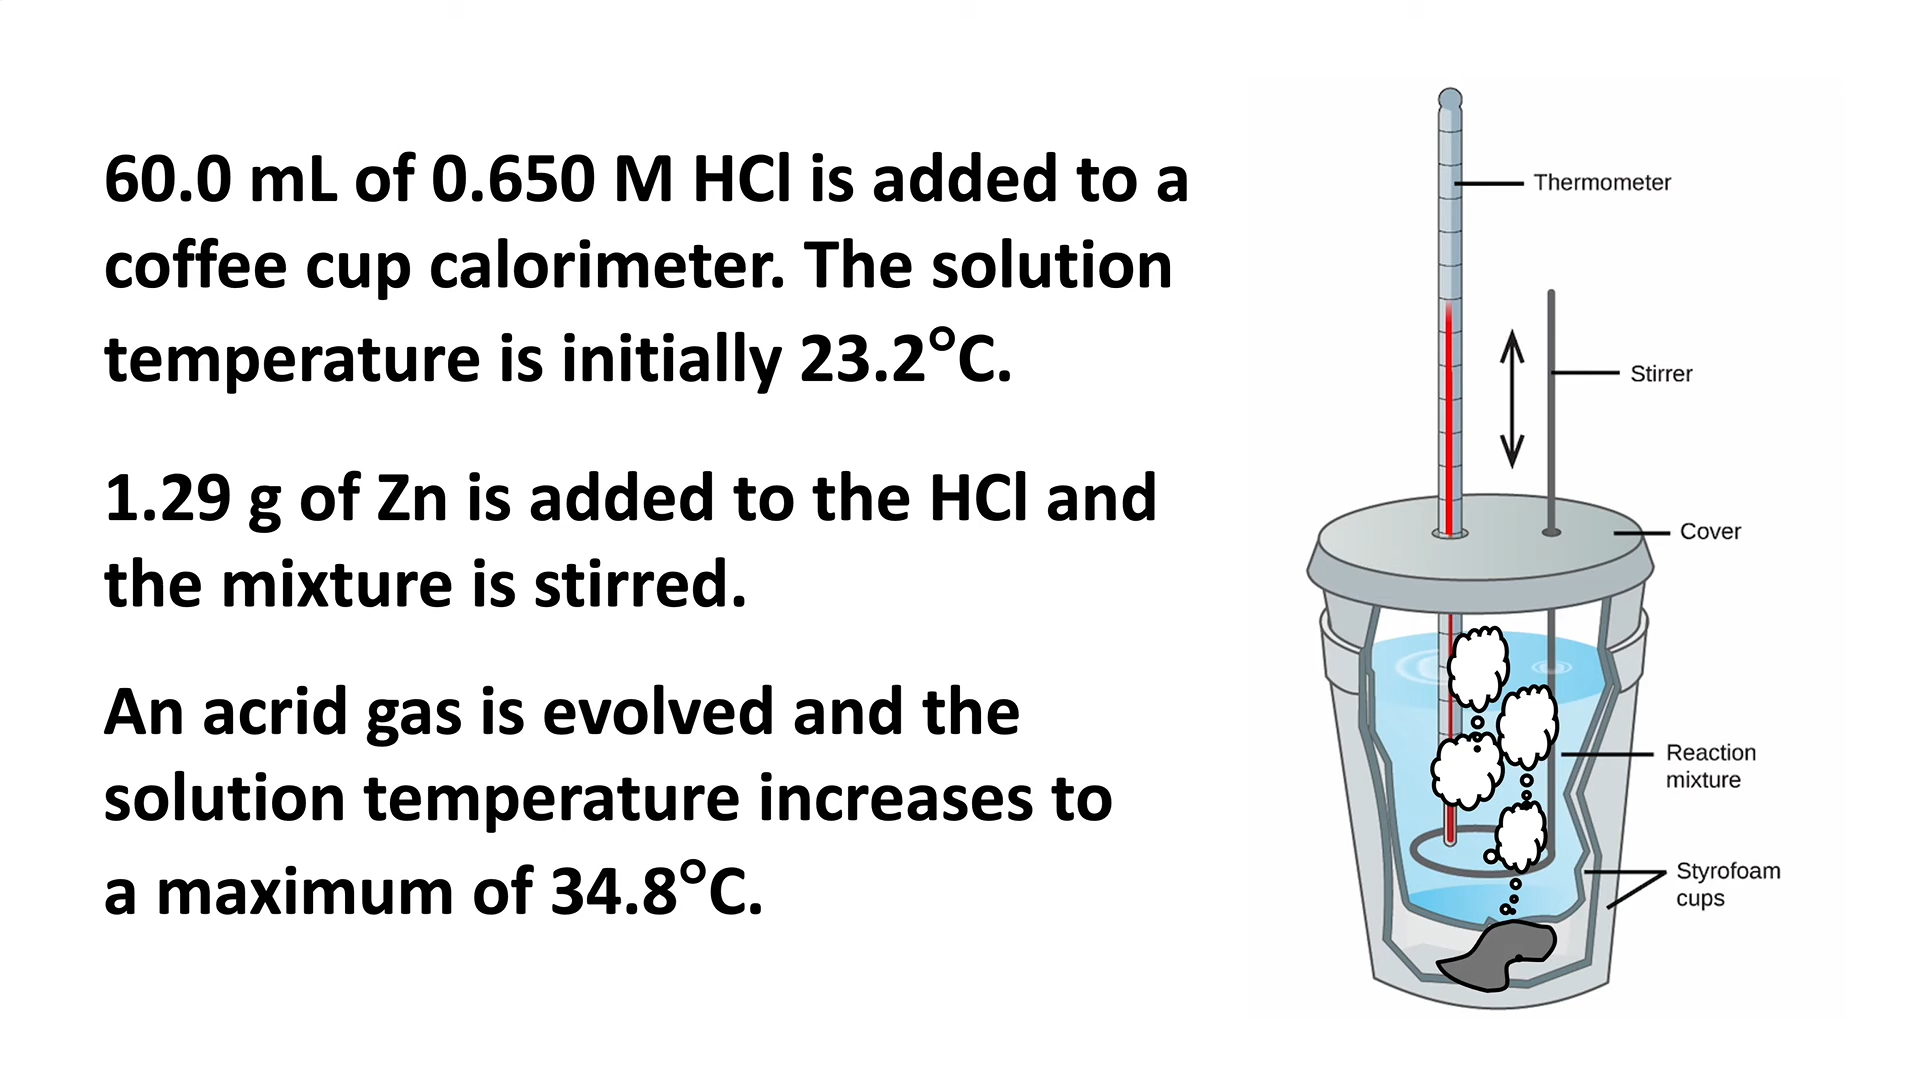 60.0 mL of 0.650 M HCl is added to a
coffee cup calorimeter. The solution
temperature is initially 23.2°C.
1.29 g of Zn is added to the HCl and
the mixture is stirred.
An acrid gas is evolved and the
solution temperature increases to
a maximum of 34.8°C.
Thermometer
Stirrer
Cover
Reaction
mixture
Styrofoam
cups